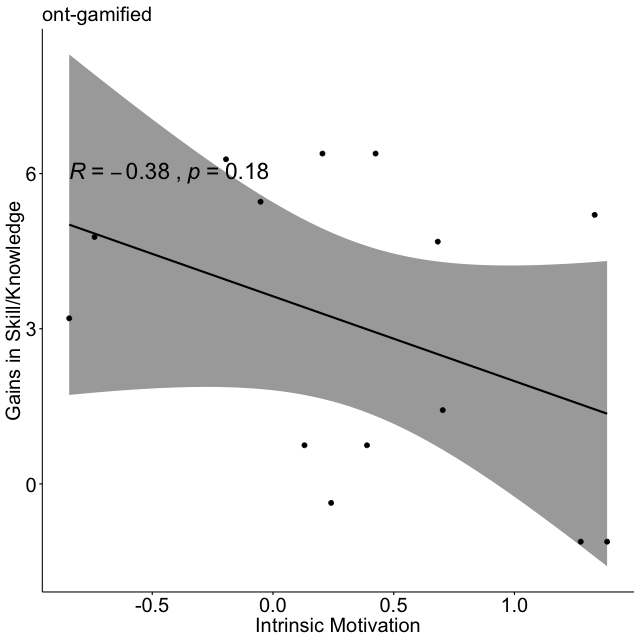 ont-gamified
R = −0.38 , p = 0.18
Gains in Skill/Knowledge
6
3
0
-0.5
0.0
0.5
1.0
Intrinsic Motivation